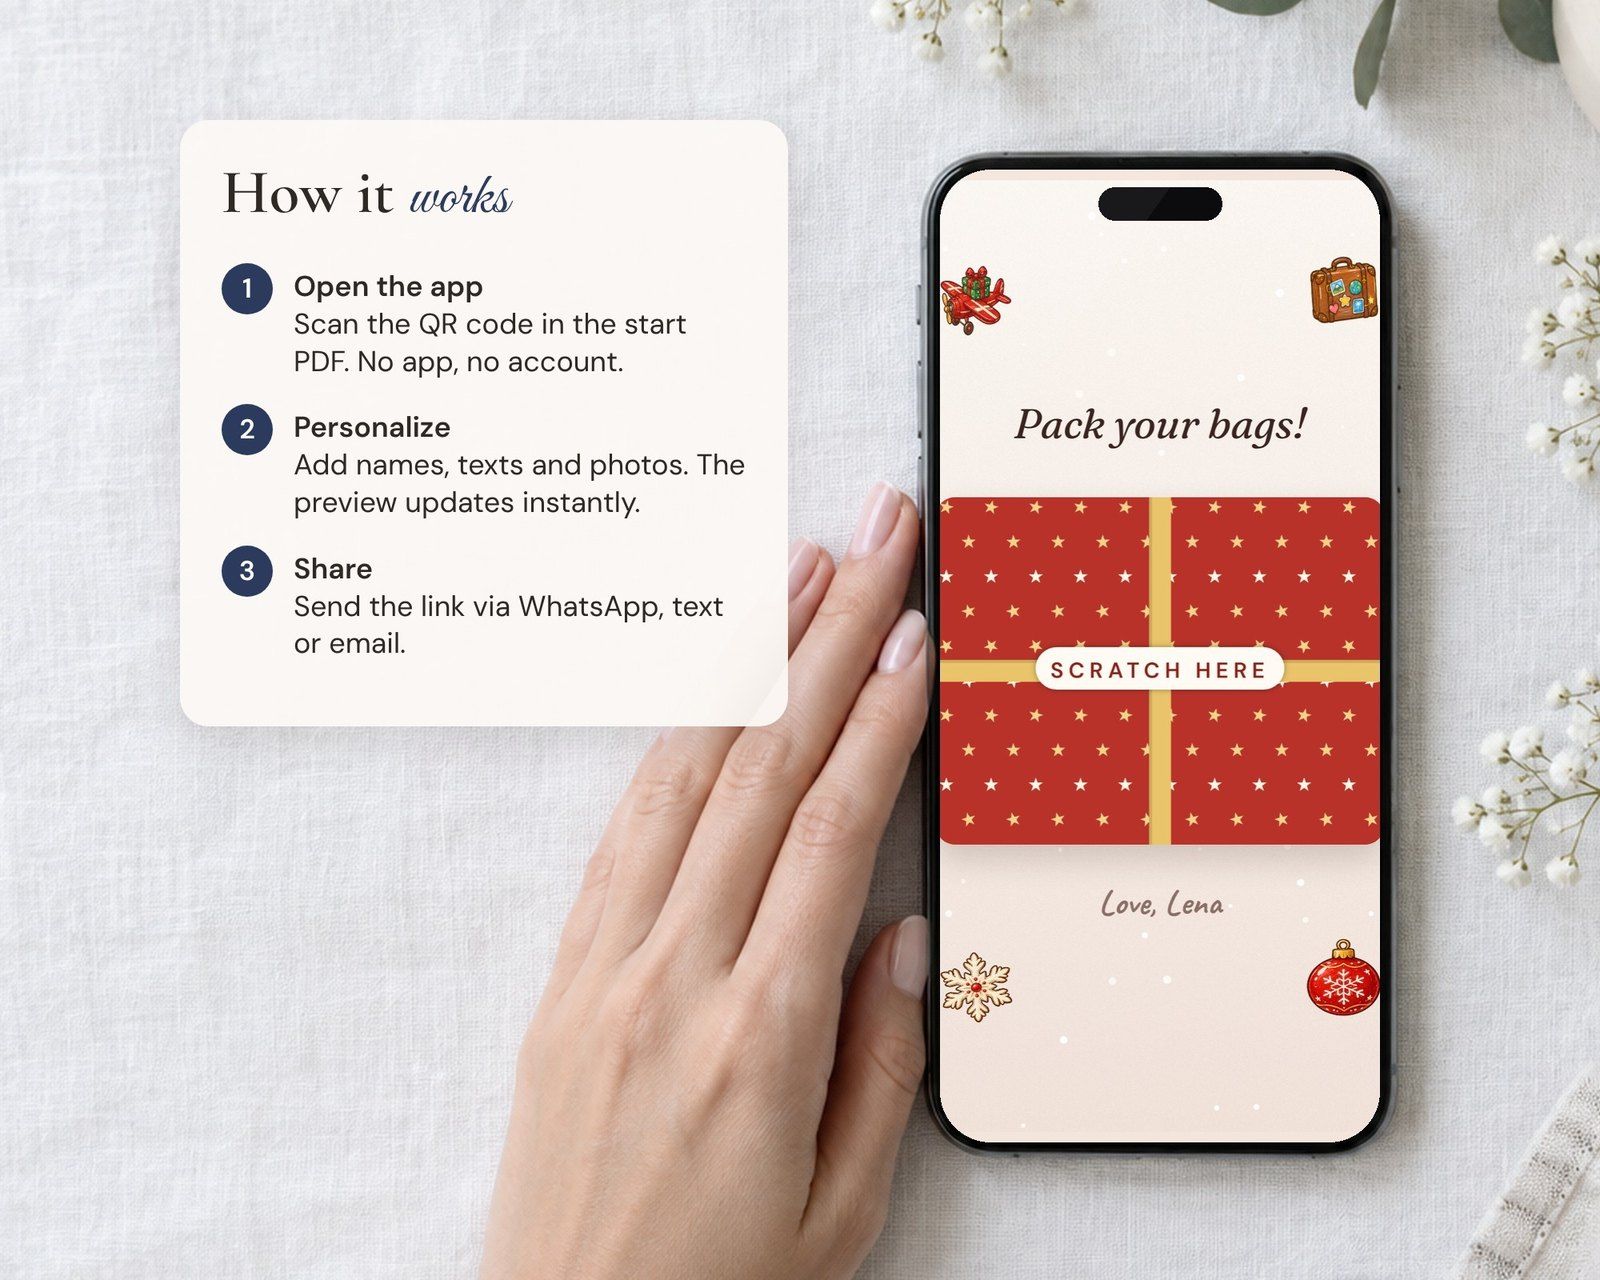 How it works
1
Open the app
Scan the QR code in the start
PDF. No app, no account.
2
Personalize
Add names, texts and photos. The
preview updates instantly.
3
Share
Send the link via WhatsApp, text
or email.
Pack your bags!
SCRATCH HERE
Love, Lena